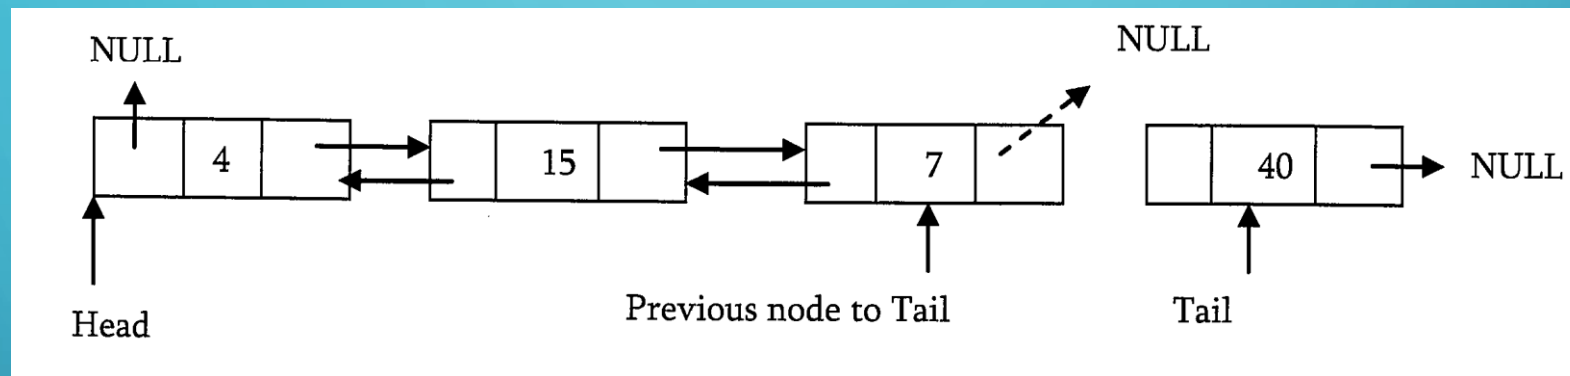 NULL
NULL
4
15
7
40
NULL
Head
Previous node to Tail
Tail